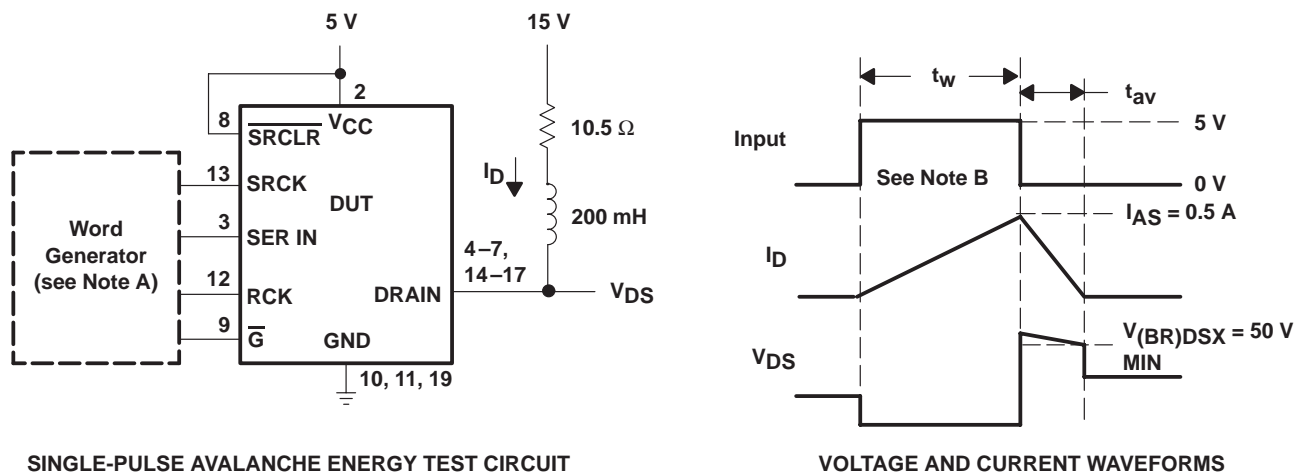 5 V
15 V
2
8
VCC
SRCLR
10.5 Ω
13
SRCK
ID
DUT
200 mH
Word
Generator
(see Note A)
3
SER IN
4–7,
14–17
12
RCK
DRAIN
VDS
9
G
GND
10, 11, 19
SINGLE-PULSE AVALANCHE ENERGY TEST CIRCUIT
tw
tav
5 V
Input
See Note B
0 V
IAS = 0.5 A
ID
V(BR)DSX = 50 V
MIN
VDS
VOLTAGE AND CURRENT WAVEFORMS